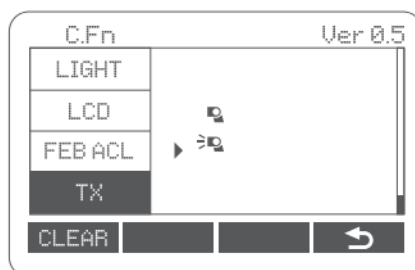 C.Fn Ver 0.5
LIGHT
LCD
FEB ACL
TX
CLEAR